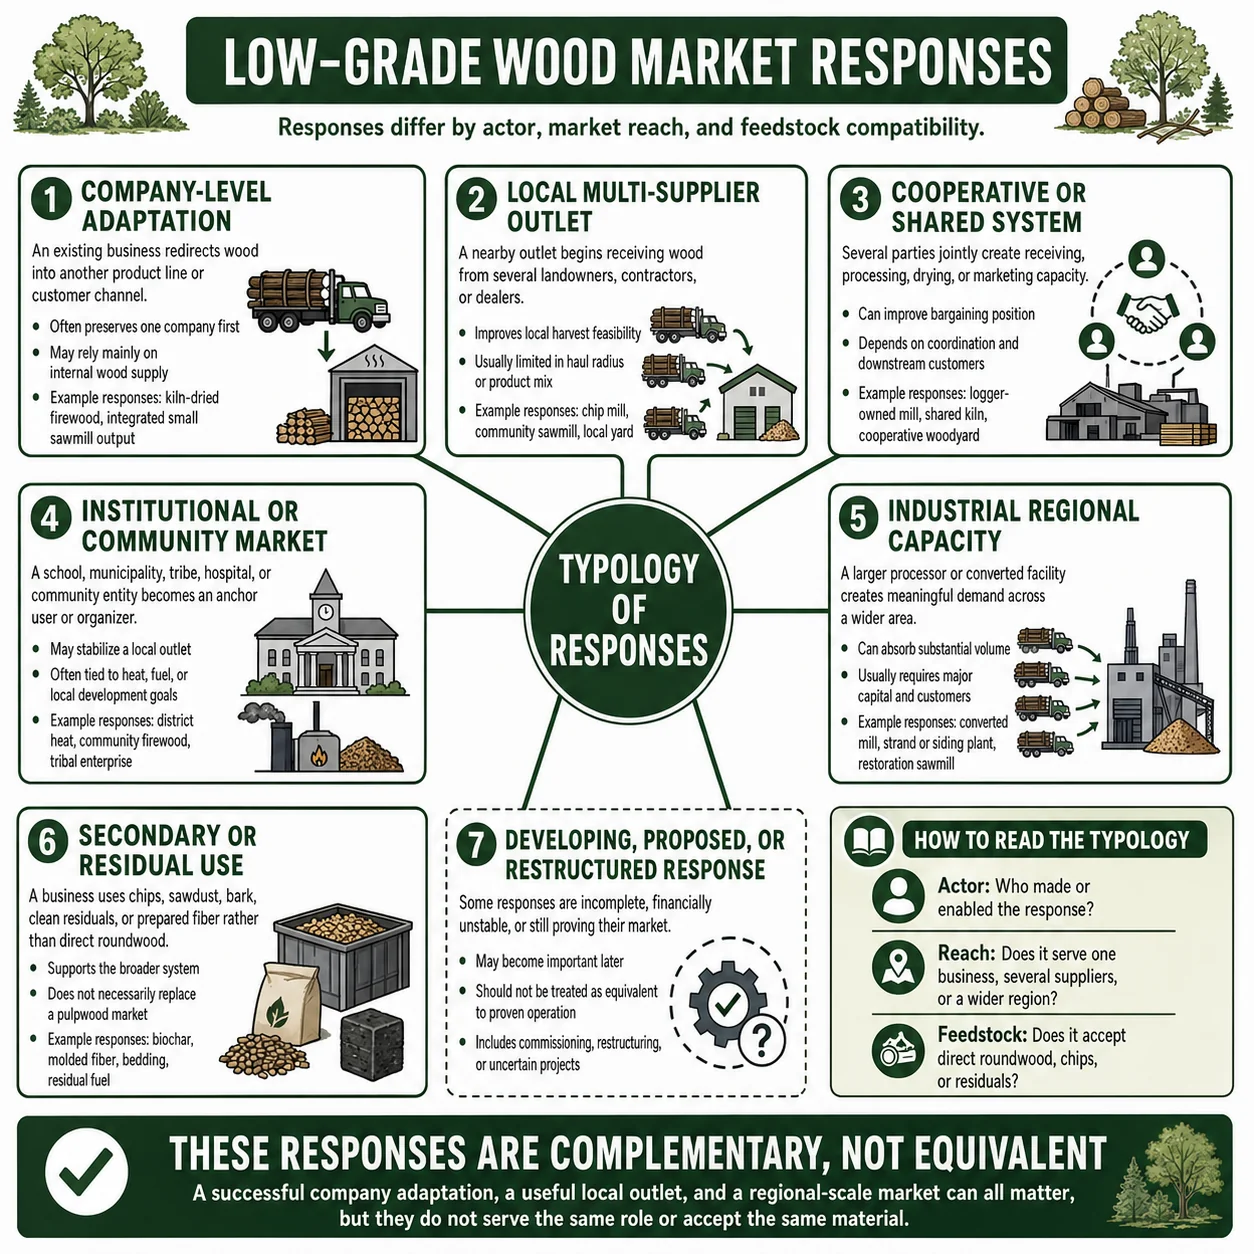 LOW-GRADE WOOD MARKET RESPONSES
Responses differ by actor, market reach, and feedstock compatibility.
1 COMPANY-LEVEL
ADAPTATION
An existing business redirects wood
into another product line or
customer channel.
• Often preserves one company first
• May rely mainly on
internal wood supply
• Example responses: kiln-dried
firewood, integrated small
sawmill output
2 LOCAL MULTI-SUPPLIER
OUTLET
A nearby outlet begins receiving wood
from several landowners, contractors,
or dealers.
• Improves local harvest feasibility
• Usually limited in haul radius
or product mix
• Example responses: chip mill,
community sawmill, local yard
3 COOPERATIVE OR
SHARED SYSTEM
Several parties jointly create receiving,
processing, drying, or marketing capacity.
• Can improve bargaining position
• Depends on coordination and
downstream customers
• Example responses: logger-
owned mill, shared kiln,
cooperative woodyard
4 INSTITUTIONAL OR
COMMUNITY MARKET
A school, municipality, tribe, hospital, or
community entity becomes an anchor
user or organizer.
• May stabilize a local outlet
• Often tied to heat, fuel, or
local development goals
• Example responses: district
heat, community firewood,
tribal enterprise
TYPOLOGY
OF
RESPONSES
5 INDUSTRIAL REGIONAL
CAPACITY
A larger processor or converted facility
creates meaningful demand across
a wider area.
• Can absorb substantial volume
• Usually requires major
capital and customers
• Example responses: converted
mill, strand or siding plant,
restoration sawmill
6 SECONDARY OR
RESIDUAL USE
A business uses chips, sawdust, bark,
clean residuals, or prepared fiber rather
than direct roundwood.
• Supports the broader system
• Does not necessarily replace
a pulpwood market
• Example responses: biochar,
molded fiber, bedding,
residual fuel
7 DEVELOPING, PROPOSED, OR
RESTRUCTURED RESPONSE
Some responses are incomplete, financially
unstable, or still proving their market.
• May become important later
• Should not be treated as equivalent
to proven operation
• Includes commissioning, restructuring,
or uncertain projects
?
HOW TO READ THE TYPOLOGY
Actor: Who made or
enabled the response?
Reach: Does it serve one
business, several suppliers,
or a wider region?
Feedstock: Does it accept
direct roundwood, chips,
or residuals?
THESE RESPONSES ARE COMPLEMENTARY, NOT EQUIVALENT
A successful company adaptation, a useful local outlet, and a regional-scale market can all matter,
but they do not serve the same role or accept the same material.